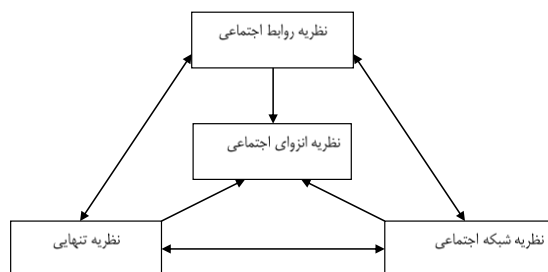 نظریه روابط اجتماعی
نظریه انزوای اجتماعی
نظریه شبکه اجتماعی
نظریه تنهایی